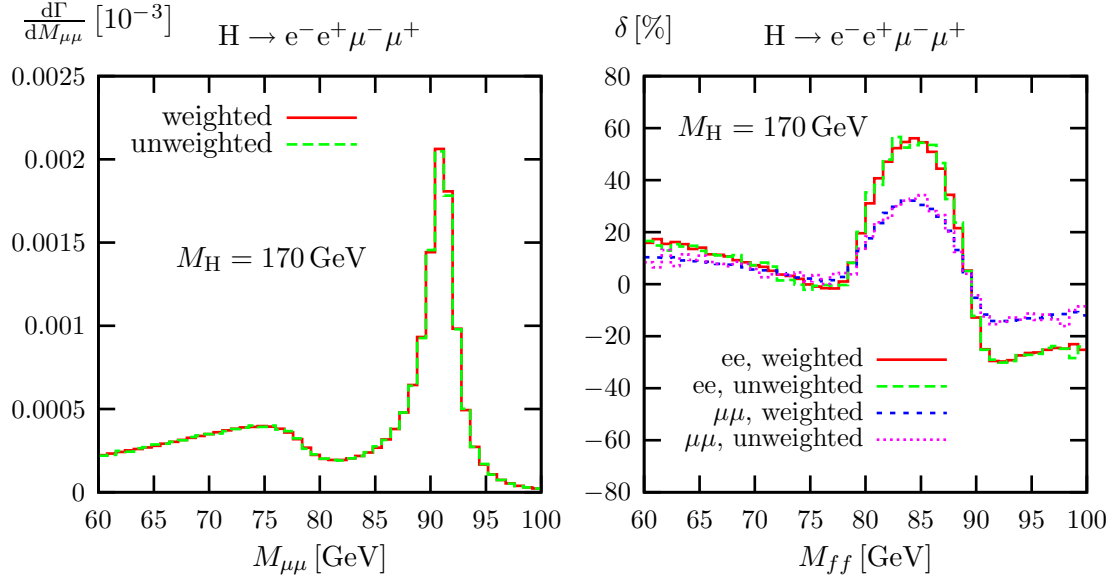 dΓ/dM_μμ [10⁻³]
H → e⁻e⁺μ⁻μ⁺
0.0025
0.002
0.0015
0.001
0.0005
0
weighted
unweighted
M_H = 170 GeV
60 65 70 75 80 85 90 95 100
M_μμ [GeV]
δ [%]
H → e⁻e⁺μ⁻μ⁺
80
60
40
20
0
−20
−40
−60
−80
M_H = 170 GeV
ee, weighted
ee, unweighted
μμ, weighted
μμ, unweighted
60 65 70 75 80 85 90 95 100
M_ff [GeV]